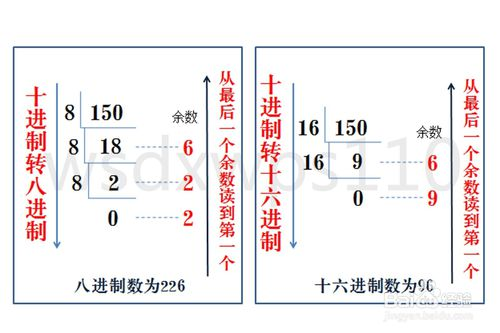 十进制转八进制
余数
8 150
8 18 6
8 2 2
0 2
从最后一个余数读到第一个
八进制数为226
十进制转十六进制
余数
16 150
16 9 6
0 9
从最后一个余数读到第一个
十六进制数为96
wsdxwps110
Bai 经验
jingyan.baidu.com